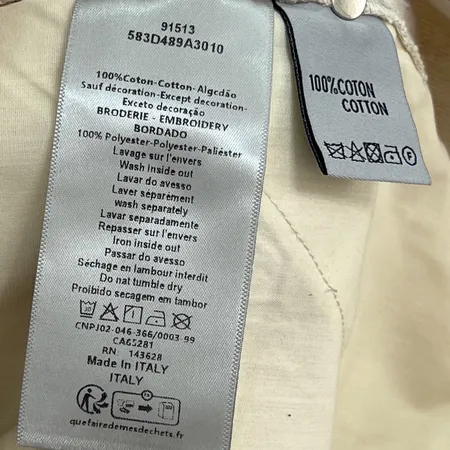 91513
583D489A3010
100%Coton-Cotton-Algcdão
Sauf décoration-Except decoration-
Exceto decoração
BRODERIE - EMBROIDERY
BORDADO
100% Polyester-Polyester-Paliéster
Lavage sur l'envers
Wash inside out
Lavar do avesso
Laver séparément
wash separately
Lavar separadamente
Repasser sur l'envers
Iron inside out
Passar do avesso
Séchage en lambour interdit
Do nat tumble dry
Proibido secagem em tambor
30
CNPJ02-046-366/0003-99
CA65281
RN: 143628
Made In ITALY
ITALY
FR
quefairedemesdechets.fr
100%COTON
COTTON
F